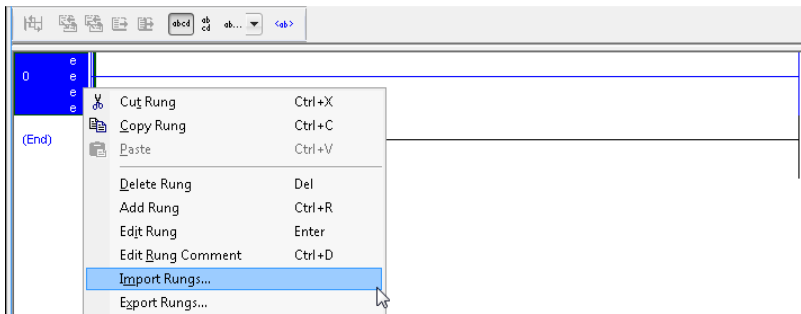 abcd ab cd ab... <ab>
e
0 e
e
e
(End)
Cut Rung Ctrl+X
Copy Rung Ctrl+C
Paste Ctrl+V
Delete Rung Del
Add Rung Ctrl+R
Edit Rung Enter
Edit Rung Comment Ctrl+D
Import Rungs...
Export Rungs...